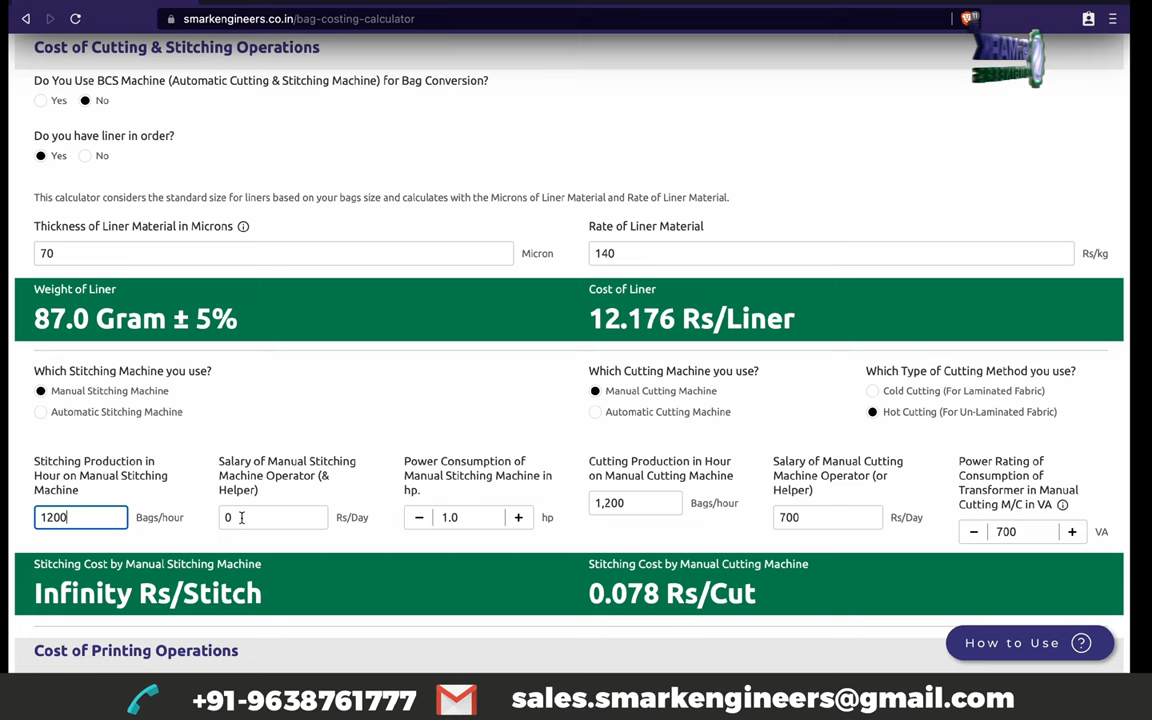 smarkengineers.co.in/bag-costing-calculator
Cost of Cutting & Stitching Operations
Do You Use BCS Machine (Automatic Cutting & Stitching Machine) for Bag Conversion?
Yes No
Do you have liner in order?
Yes No
This calculator considers the standard size for liners based on your bags size and calculates with the Microns of Liner Material and Rate of Liner Material.
Thickness of Liner Material in Microns
Rate of Liner Material
70 Micron
140 Rs/kg
Weight of Liner
Cost of Liner
87.0 Gram ± 5%
12.176 Rs/Liner
Which Stitching Machine you use?
Which Cutting Machine you use?
Which Type of Cutting Method you use?
Manual Stitching Machine
Manual Cutting Machine
Cold Cutting (For Laminated Fabric)
Automatic Stitching Machine
Automatic Cutting Machine
Hot Cutting (For Un-Laminated Fabric)
Stitching Production in
Hour on Manual Stitching
Machine
1200 Bags/hour
Salary of Manual Stitching
Machine Operator (&
Helper)
0 Rs/Day
Power Consumption of
Manual Stitching Machine in
hp.
− 1.0 + hp
Cutting Production in Hour
on Manual Cutting Machine
1,200 Bags/hour
Salary of Manual Cutting
Machine Operator (or
Helper)
700 Rs/Day
Power Rating of
Consumption of
Transformer in Manual
Cutting M/C in VA
− 700 + VA
Stitching Cost by Manual Stitching Machine
Stitching Cost by Manual Cutting Machine
Infinity Rs/Stitch
0.078 Rs/Cut
Cost of Printing Operations
How to Use ?
+91-9638761777
sales.smarkengineers@gmail.com